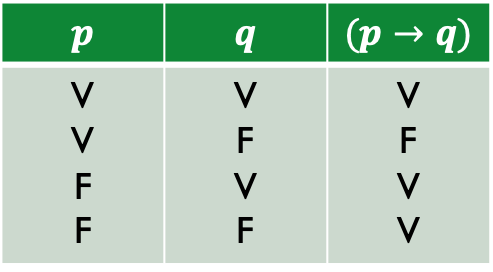 p q (p → q)
V V V
V F F
F V V
F F V